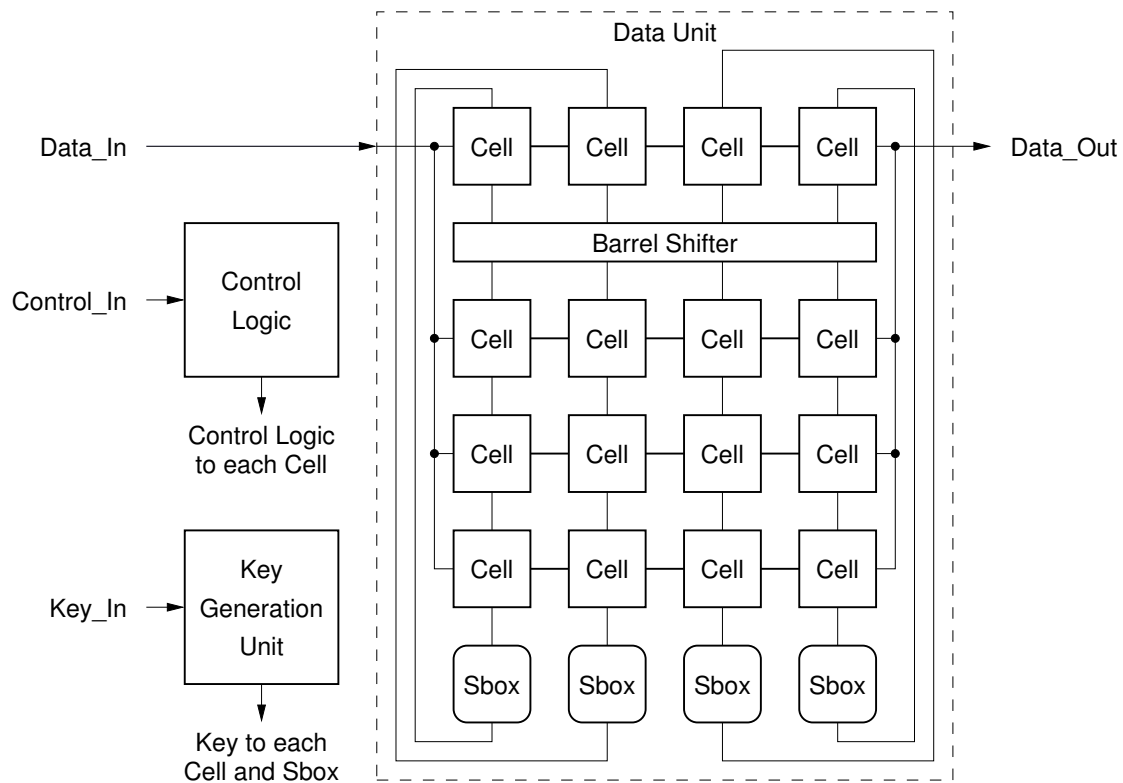 Data Unit
Data_In
Cell
Cell
Cell
Cell
Data_Out
Barrel Shifter
Control_In
Control
Logic
Cell
Cell
Cell
Cell
Control Logic
to each Cell
Cell
Cell
Cell
Cell
Key_In
Key
Generation
Unit
Cell
Cell
Cell
Cell
Sbox
Sbox
Sbox
Sbox
Key to each
Cell and Sbox